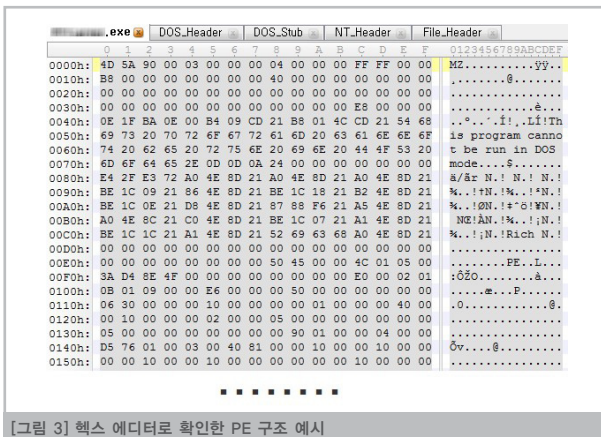 .exe DOS_Header DOS_Stub NT_Header File_Header
0 1 2 3 4 5 6 7 8 9 A B C D E F 0123456789ABCDEF
0000h: 4D 5A 90 00 03 00 00 00 04 00 00 00 FF FF 00 00 MZ..........ÿÿ..
0010h: B8 00 00 00 00 00 00 00 40 00 00 00 00 00 00 00 ¸.......@.......
0020h: 00 00 00 00 00 00 00 00 00 00 00 00 00 00 00 00 ................
0030h: 00 00 00 00 00 00 00 00 00 00 00 00 E8 00 00 00 ............è...
0040h: 0E 1F BA 0E 00 B4 09 CD 21 B8 01 4C CD 21 54 68 ..º..´.Í!¸.LÍ!Th
0050h: 69 73 20 70 72 6F 67 72 61 6D 20 63 61 6E 6E 6F is program canno
0060h: 74 20 62 65 20 72 75 6E 20 69 6E 20 44 4F 53 20 t be run in DOS
0070h: 6D 6F 64 65 2E 0D 0D 0A 24 00 00 00 00 00 00 00 mode....$.......
0080h: E4 2F E3 72 A0 4E 8D 21 A0 4E 8D 21 A0 4E 8D 21 ä/ãr N.! N.! N.!
0090h: BE 1C 09 21 86 4E 8D 21 BE 1C 18 21 B2 4E 8D 21 ¾..!†N.!¾..!²N.!
00A0h: BE 1C 0E 21 D8 4E 8D 21 87 88 F6 21 A5 4E 8D 21 ¾..!ØN.!‡ˆö!¥N.!
00B0h: A0 4E 8C 21 C0 4E 8D 21 BE 1C 07 21 A1 4E 8D 21 NŒ!ÀN.!¾..!¡N.!
00C0h: BE 1C 1C 21 A1 4E 8D 21 52 69 63 68 A0 4E 8D 21 ¾..!¡N.!Rich N.!
00D0h: 00 00 00 00 00 00 00 00 00 00 00 00 00 00 00 00 ................
00E0h: 00 00 00 00 00 00 00 00 50 45 00 00 4C 01 05 00 ........PE..L...
00F0h: 3A D4 8E 4F 00 00 00 00 00 00 00 00 E0 00 02 01 :ÔŽO........à...
0100h: 0B 01 09 00 00 E6 00 00 00 50 00 00 00 00 00 00 .....æ...P......
0110h: 06 30 00 00 00 10 00 00 00 00 01 00 00 00 40 00 .0............@.
0120h: 00 10 00 00 00 02 00 00 05 00 00 00 00 00 00 00 ................
0130h: 05 00 00 00 00 00 00 00 00 90 01 00 00 04 00 00 ................
0140h: D5 76 01 00 03 00 40 81 00 00 10 00 00 10 00 00 Õv....@.........
0150h: 00 00 10 00 00 10 00 00 00 00 00 00 10 00 00 00 ................
[그림 3] 헥스 에디터로 확인한 PE 구조 예시